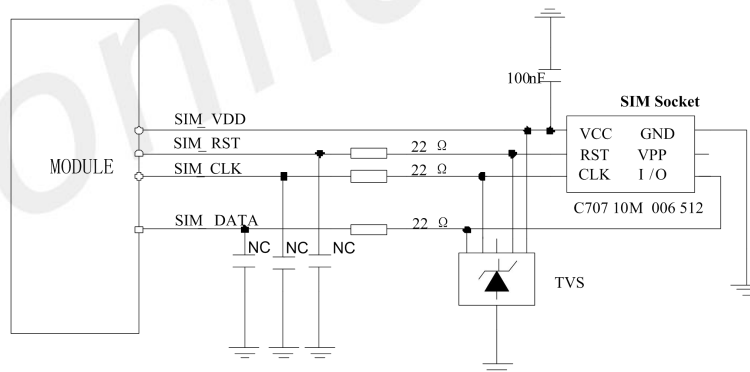 100nF
SIM Socket
SIM_VDD
VCC GND
SIM_RST
22 Ω
RST VPP
MODULE
SIM_CLK
22 Ω
CLK I/O
C707 10M 006 512
SIM_DATA
22 Ω
NC NC NC
TVS